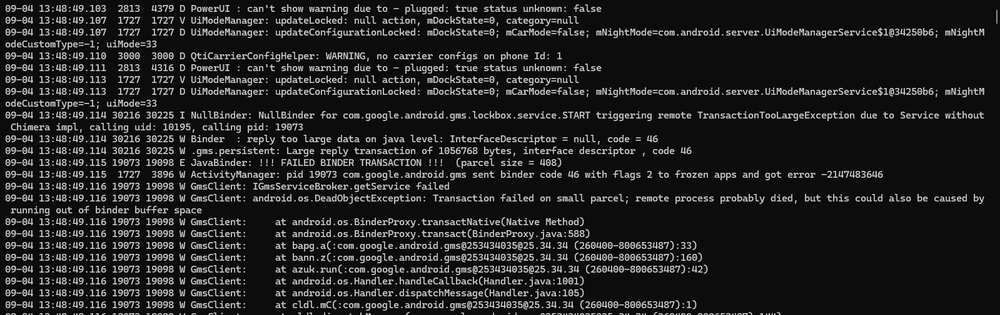 09-04 13:48:49.103  2813  4379 D PowerUI : can't show warning due to - plugged: true status unknown: false
09-04 13:48:49.107  1727  1727 V UiModeManager: updateLocked: null action, mDockState=0, category=null
09-04 13:48:49.107  1727  1727 D UiModeManager: updateConfigurationLocked: mDockState=0; mCarMode=false; mNightMode=com.android.server.UiModeManagerService$1@34250b6; mNightM
odeCustomType=-1; uiMode=33
09-04 13:48:49.110  3000  3000 D QtiCarrierConfigHelper: WARNING, no carrier configs on phone Id: 1
09-04 13:48:49.111  2813  4316 D PowerUI : can't show warning due to - plugged: true status unknown: false
09-04 13:48:49.113  1727  1727 V UiModeManager: updateLocked: null action, mDockState=0, category=null
09-04 13:48:49.113  1727  1727 D UiModeManager: updateConfigurationLocked: mDockState=0; mCarMode=false; mNightMode=com.android.server.UiModeManagerService$1@34250b6; mNightM
odeCustomType=-1; uiMode=33
09-04 13:48:49.114 30216 30225 I NullBinder: NullBinder for com.google.android.gms.lockbox.service.START triggering remote TransactionTooLargeException due to Service without
 Chimera impl, calling uid: 10195, calling pid: 19073
09-04 13:48:49.114 30216 30225 W Binder  : reply too large data on java level: InterfaceDescriptor = null, code = 46
09-04 13:48:49.114 30216 30225 W .gms.persistent: Large reply transaction of 1056768 bytes, interface descriptor , code 46
09-04 13:48:49.115 19073 19098 E JavaBinder: !!! FAILED BINDER TRANSACTION !!!  (parcel size = 408)
09-04 13:48:49.115  1727  3896 W ActivityManager: pid 19073 com.google.android.gms sent binder code 46 with flags 2 to frozen apps and got error -2147483646
09-04 13:48:49.116 19073 19098 W GmsClient: IGmsServiceBroker.getService failed
09-04 13:48:49.116 19073 19098 W GmsClient: android.os.DeadObjectException: Transaction failed on small parcel; remote process probably died, but this could also be caused by
 running out of binder buffer space
09-04 13:48:49.116 19073 19098 W GmsClient:     at android.os.BinderProxy.transactNative(Native Method)
09-04 13:48:49.116 19073 19098 W GmsClient:     at android.os.BinderProxy.transact(BinderProxy.java:588)
09-04 13:48:49.116 19073 19098 W GmsClient:     at bapg.a(:com.google.android.gms@253434035@25.34.34 (260400-800653487):33)
09-04 13:48:49.116 19073 19098 W GmsClient:     at bann.z(:com.google.android.gms@253434035@25.34.34 (260400-800653487):160)
09-04 13:48:49.116 19073 19098 W GmsClient:     at azuk.run(:com.google.android.gms@253434035@25.34.34 (260400-800653487):42)
09-04 13:48:49.116 19073 19098 W GmsClient:     at android.os.Handler.handleCallback(Handler.java:1001)
09-04 13:48:49.116 19073 19098 W GmsClient:     at android.os.Handler.dispatchMessage(Handler.java:105)
09-04 13:48:49.116 19073 19098 W GmsClient:     at cldl.mC(:com.google.android.gms@253434035@25.34.34 (260400-800653487):1)